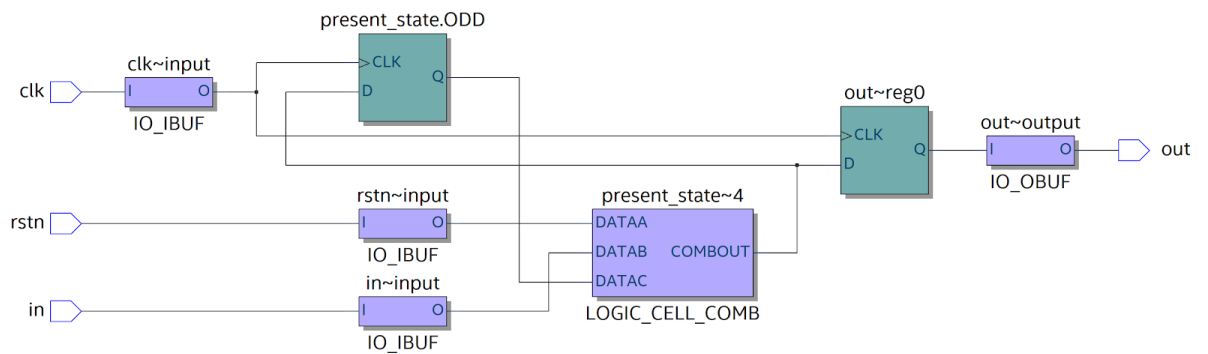 present_state.ODD
clk~input
CLK
Q
clk
I
O
D
IO_IBUF
out~reg0
CLK
out~output
Q
I
O
out
D
IO_OBUF
rstn~input
present_state~4
rstn
I
O
DATAA
IO_IBUF
DATAB
COMBOUT
in~input
DATAC
in
I
O
LOGIC_CELL_COMB
IO_IBUF